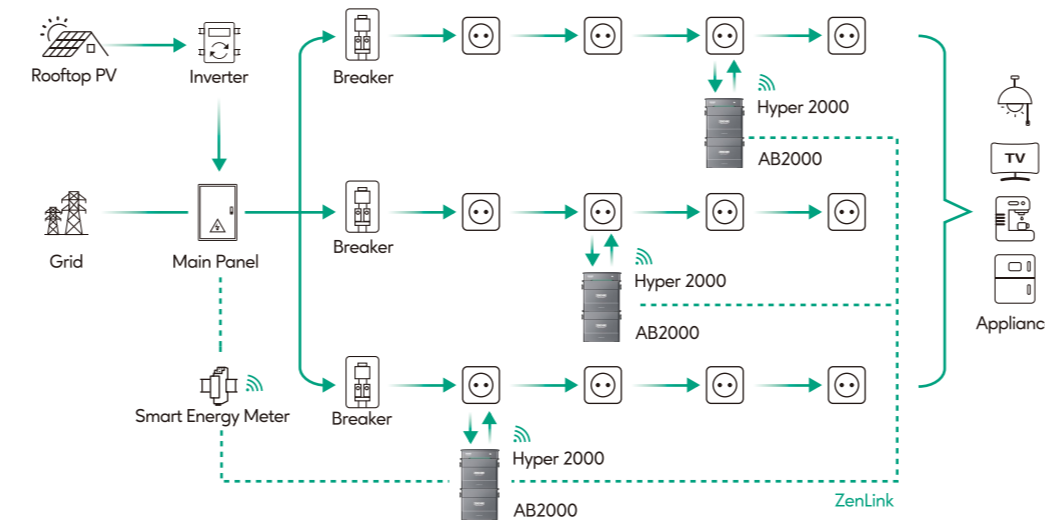 Rooftop PV
Inverter
Breaker
Hyper 2000
AB2000
TV
Grid
Main Panel
Breaker
Hyper 2000
AB2000
Applianc
Smart Energy Meter
Breaker
Hyper 2000
AB2000
ZenLink